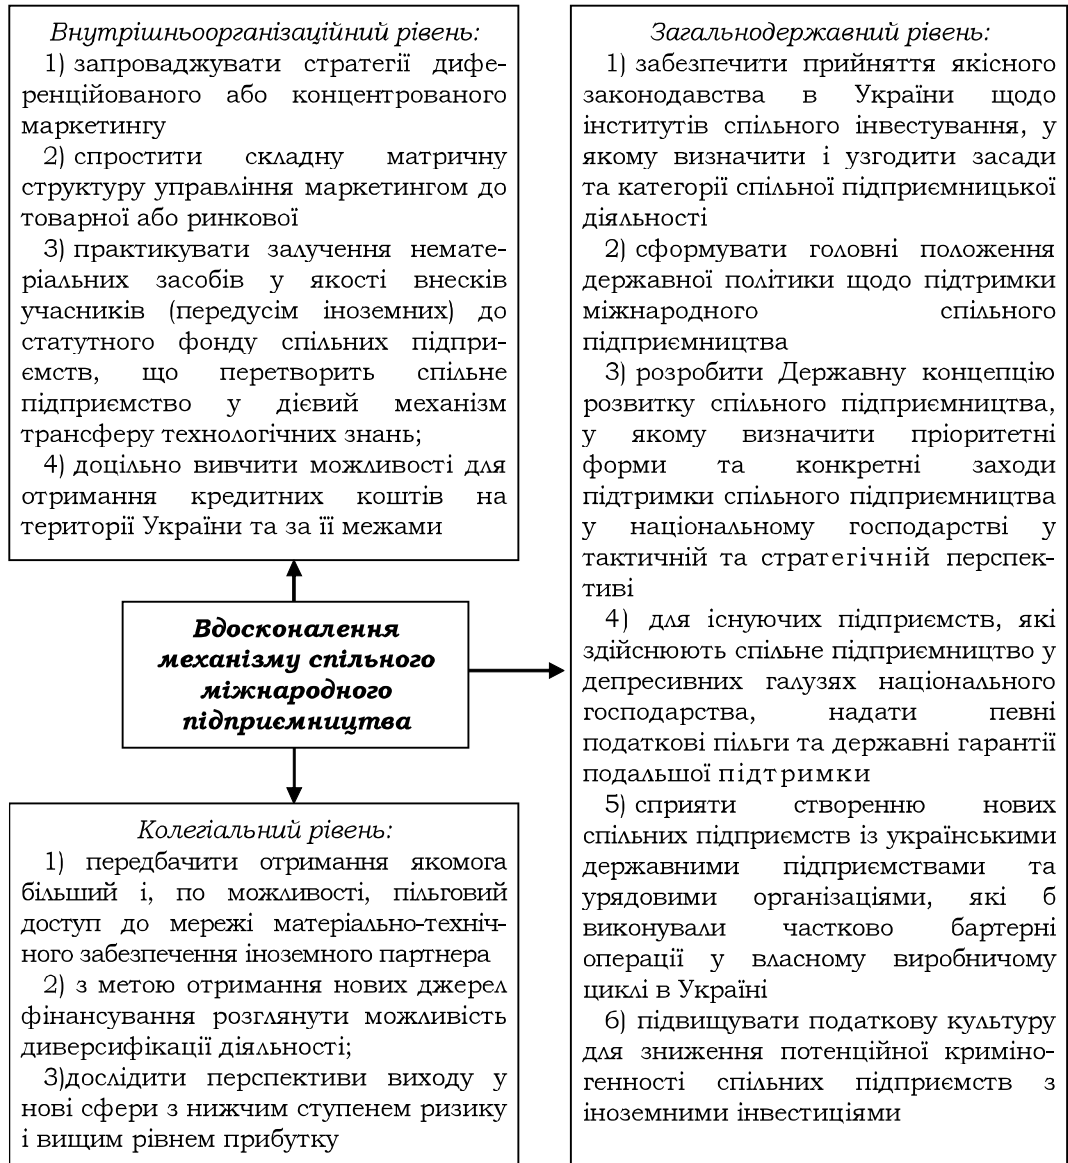 Внутрішньоорганізаційний рівень:
1) запроваджувати стратегії дифе-
ренційованого або концентрованого
маркетингу
2) спростити складну матричну
структуру управління маркетингом до
товарної або ринкової
3) практикувати залучення немате-
ріальних засобів у якості внесків
учасників (передусім іноземних) до
статутного фонду спільних підпри-
ємств, що перетворить спільне
підприємство у дієвий механізм
трансферу технологічних знань;
4) доцільно вивчити можливості для
отримання кредитних коштів на
території України та за її межами
Вдосконалення
механізму спільного
міжнародного
підприємництва
Колегіальний рівень:
1) передбачити отримання якомога
більший і, по можливості, пільговий
доступ до мережі матеріально-техніч-
ного забезпечення іноземного партнера
2) з метою отримання нових джерел
фінансування розглянути можливість
диверсифікації діяльності;
3)дослідити перспективи виходу у
нові сфери з нижчим ступенем ризику
і вищим рівнем прибутку
Загальнодержавний рівень:
1) забезпечити прийняття якісного
законодавства в Україні щодо
інститутів спільного інвестування, у
якому визначити і узгодити засади
та категорії спільної підприємницької
діяльності
2) сформувати головні положення
державної політики щодо підтримки
міжнародного спільного
підприємництва
3) розробити Державну концепцію
розвитку спільного підприємництва,
у якому визначити пріоритетні
форми та конкретні заходи
підтримки спільного підприємництва
у національному господарстві у
тактичній та стратегічній перспек-
тиві
4) для існуючих підприємств, які
здійснюють спільне підприємництво у
депресивних галузях національного
господарства, надати певні
податкові пільги та державні гарантії
подальшої підтримки
5) сприяти створенню нових
спільних підприємств із українськими
державними підприємствами та
урядовими організаціями, які б
виконували частково бартерні
операції у власному виробничому
циклі в Україні
6) підвищувати податкову культуру
для зниження потенційної криміно-
генності спільних підприємств з
іноземними інвестиціями